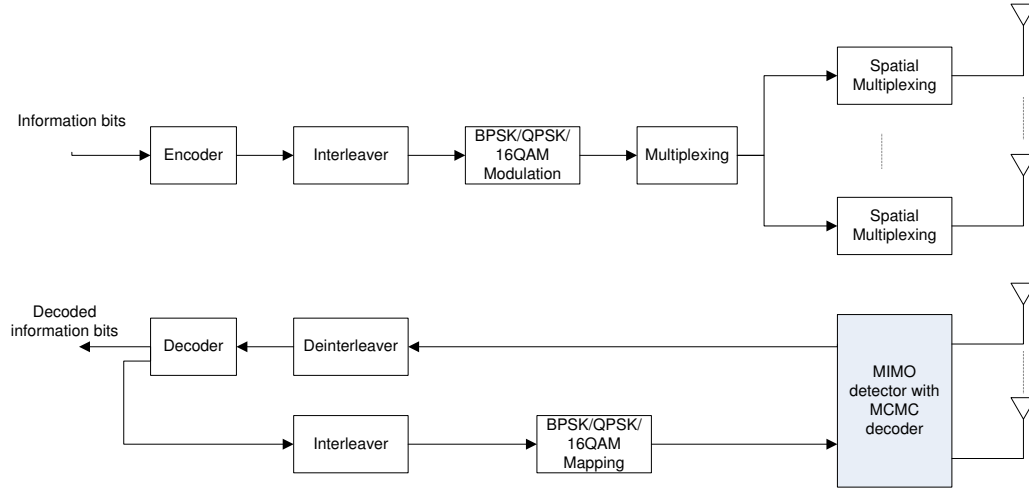 Information bits
Encoder
Interleaver
BPSK/QPSK/
16QAM
Modulation
Multiplexing
Spatial
Multiplexing
Spatial
Multiplexing
Decoded
information bits
Decoder
Deinterleaver
MIMO
detector with
MCMC
decoder
Interleaver
BPSK/QPSK/
16QAM
Mapping